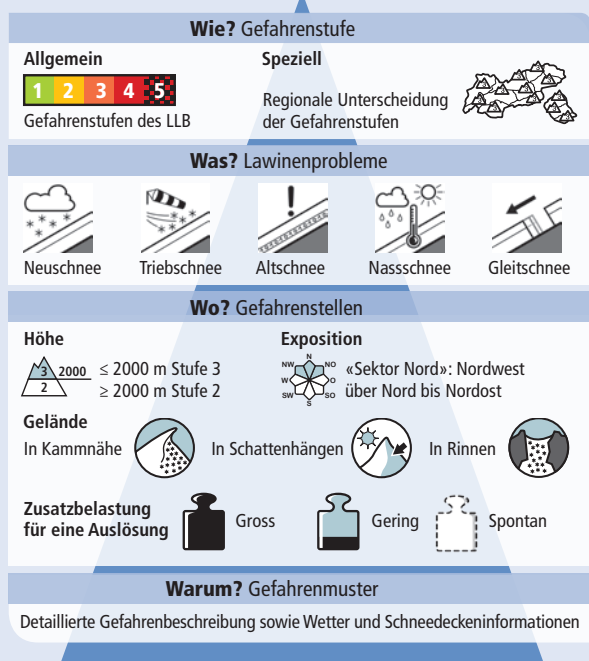 Wie? Gefahrenstufe
Allgemein
1 2 3 4 5
Gefahrenstufen des LLB
Speziell
Regionale Unterscheidung
der Gefahrenstufen
Was? Lawinenprobleme
Neuschnee Triebschnee Altschnee Nassschnee Gleitschnee
Wo? Gefahrenstellen
Höhe
3 2000
2
≤ 2000 m Stufe 3
≥ 2000 m Stufe 2
Exposition
N
NW NO
W O
SW SO
S
«Sektor Nord»: Nordwest
über Nord bis Nordost
Gelände
In Kammnähe In Schattenhängen In Rinnen
Zusatzbelastung
für eine Auslösung
Gross Gering Spontan
Warum? Gefahrenmuster
Detaillierte Gefahrenbeschreibung sowie Wetter und Schneedeckeninformationen